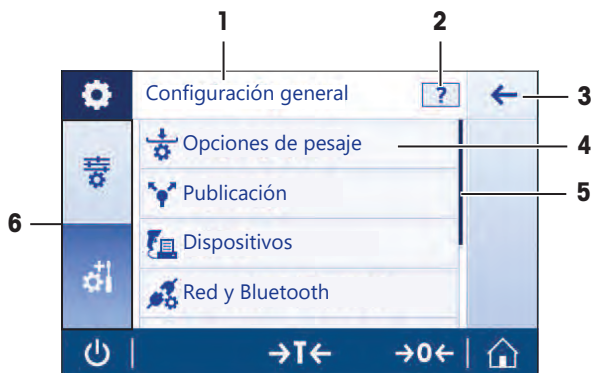 1 2
Configuración general ? 3
Opciones de pesaje 4
Publicación 5
Dispositivos
6
Red y Bluetooth
→T← →0←